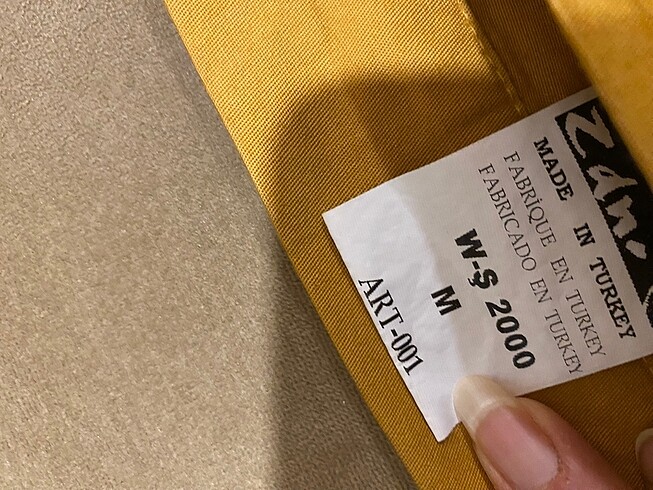 MADE IN TURKEY
FABRİQUE EN TURKEY
FABRICADO EN TURKEY
W-Ş 2000
M
ART-001